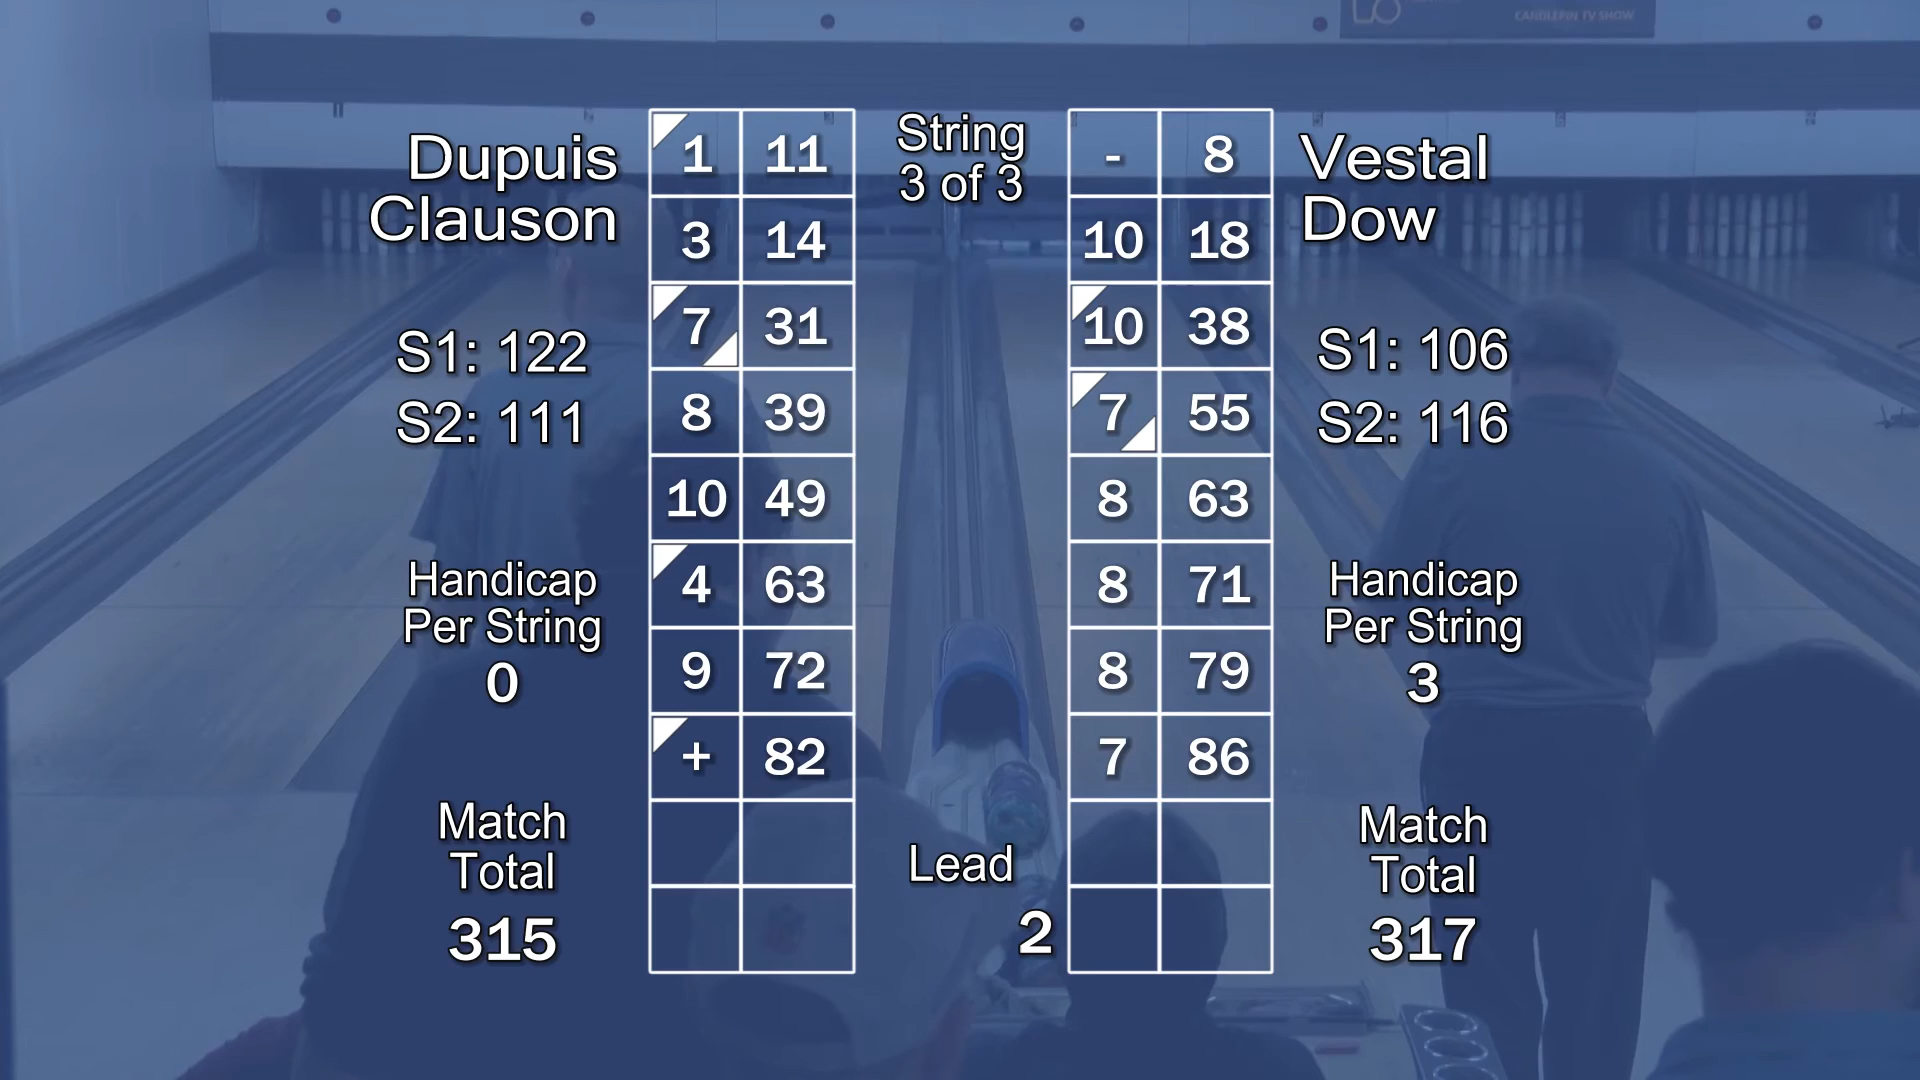 CANDLEPIN TV SHOW
Dupuis
Clauson
S1: 122
S2: 111
Handicap
Per String
0
Match
Total
315
1 11
3 14
7 31
8 39
10 49
4 63
9 72
+ 82
String
3 of 3
Lead
2
- 8
10 18
10 38
7 55
8 63
8 71
8 79
7 86
Vestal
Dow
S1: 106
S2: 116
Handicap
Per String
3
Match
Total
317